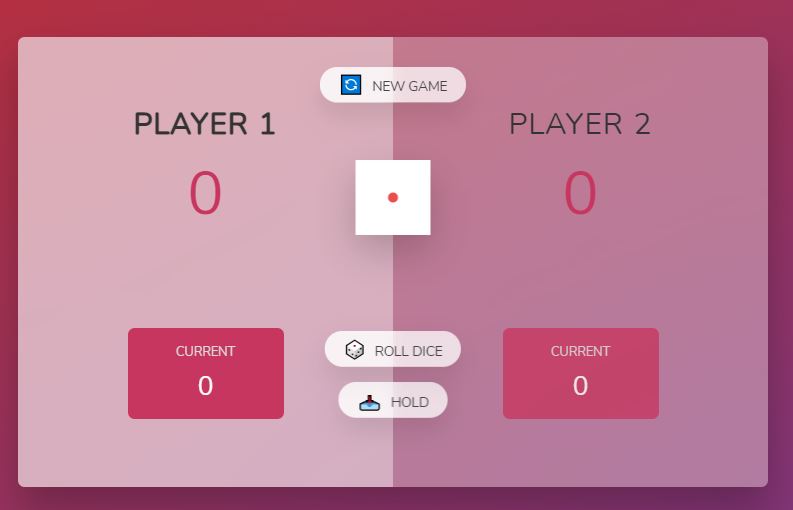 NEW GAME
PLAYER 1
PLAYER 2
0
0
CURRENT
0
ROLL DICE
HOLD
CURRENT
0